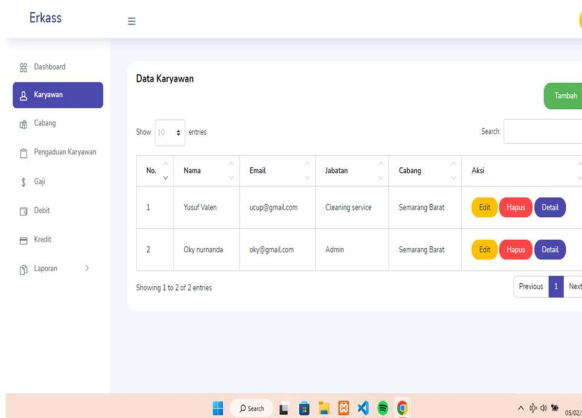 Erkass
Dashboard
Karyawan
Cabang
Pengaduan Karyawan
Gaji
Debit
Kredit
Laporan
Data Karyawan
Tambah
Show 10 entries
Search:
No. Nama Email Jabatan Cabang Aksi
1 Yusuf Valen ucup@gmail.com Cleaning service Semarang Barat Edit Hapus Detail
2 Oky nurnanda oky@gmail.com Admin Semarang Barat Edit Hapus Detail
Showing 1 to 2 of 2 entries
Previous 1 Next
Search
05/02/